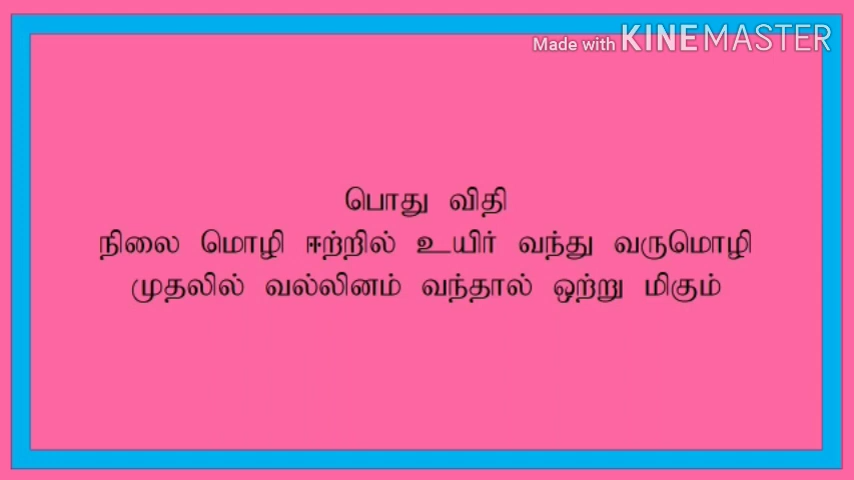 Made with KINEMASTER
பொது விதி
நிலை மொழி ஈற்றில் உயிர் வந்து வருமொழி
முதலில் வல்லினம் வந்தால் ஒற்று மிகும்